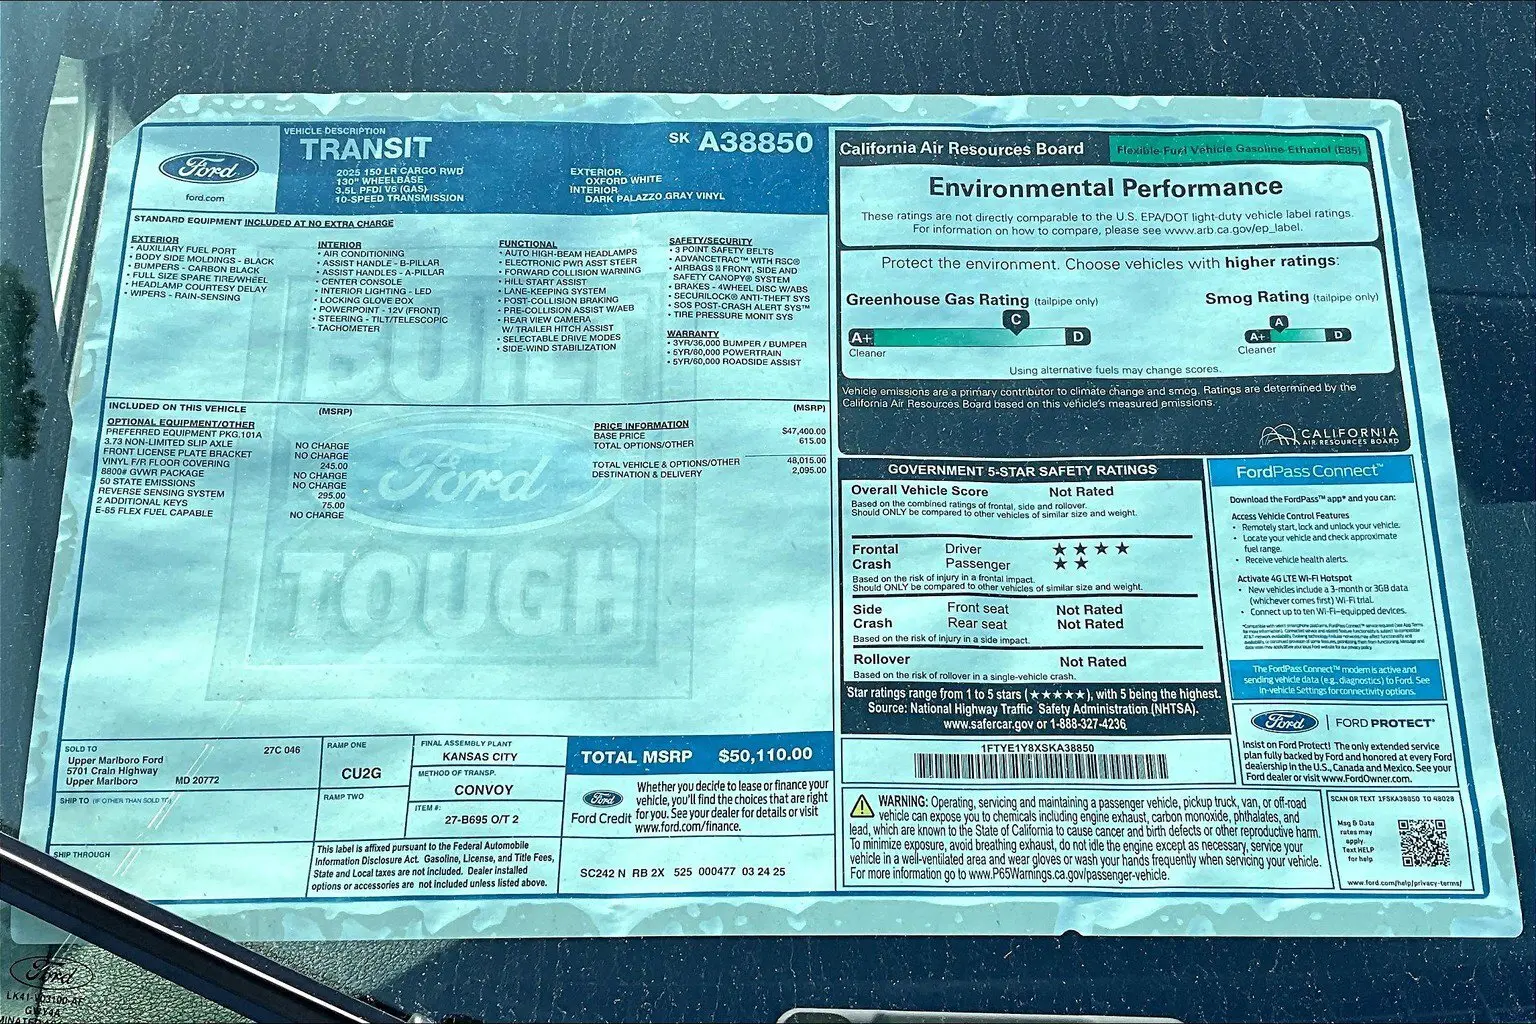 Ford
ford.com
VEHICLE DESCRIPTION
TRANSIT
2025 150 LR CARGO RWD
130" WHEELBASE
3.5L PFDI V6 (GAS)
10-SPEED TRANSMISSION
SK A38850
EXTERIOR
OXFORD WHITE
INTERIOR
DARK PALAZZO GRAY VINYL
STANDARD EQUIPMENT INCLUDED AT NO EXTRA CHARGE
EXTERIOR
• AUXILIARY FUEL PORT
• BODY SIDE MOLDINGS - BLACK
• BUMPERS - CARBON BLACK
• FULL SIZE SPARE TIRE/WHEEL
• HEADLAMP COURTESY DELAY
• WIPERS - RAIN-SENSING
INTERIOR
• AIR CONDITIONING
• ASSIST HANDLE - B-PILLAR
• ASSIST HANDLES - A-PILLAR
• CENTER CONSOLE
• INTERIOR LIGHTING - LED
• LOCKING GLOVE BOX
• POWERPOINT - 12V (FRONT)
• STEERING - TILT/TELESCOPIC
• TACHOMETER
FUNCTIONAL
• AUTO HIGH-BEAM HEADLAMPS
• ELECTRONIC PWR ASST STEER
• FORWARD COLLISION WARNING
• HILL START ASSIST
• LANE-KEEPING SYSTEM
• POST-COLLISION BRAKING
• PRE-COLLISION ASSIST W/AEB
• REAR VIEW CAMERA
W/ TRAILER HITCH ASSIST
• SELECTABLE DRIVE MODES
• SIDE-WIND STABILIZATION
SAFETY/SECURITY
• 3 POINT SAFETY BELTS
• ADVANCETRAC® WITH RSC®
• AIRBAGS II FRONT, SIDE AND
SAFETY CANOPY® SYSTEM
• BRAKES - 4WHEEL DISC W/ABS
• SECURILOCK® ANTI-THEFT SYS
• SOS POST-CRASH ALERT SYS™
• TIRE PRESSURE MONIT SYS
WARRANTY
• 3YR/36,000 BUMPER / BUMPER
• 5YR/60,000 POWERTRAIN
• 5YR/60,000 ROADSIDE ASSIST
BUILT
Ford
TOUGH
INCLUDED ON THIS VEHICLE (MSRP)
OPTIONAL EQUIPMENT/OTHER
PREFERRED EQUIPMENT PKG.101A NO CHARGE
3.73 NON-LIMITED SLIP AXLE NO CHARGE
FRONT LICENSE PLATE BRACKET 
VINYL F/R FLOOR COVERING 245.00
8800# GVWR PACKAGE NO CHARGE
50 STATE EMISSIONS NO CHARGE
REVERSE SENSING SYSTEM 295.00
2 ADDITIONAL KEYS 75.00
E-85 FLEX FUEL CAPABLE NO CHARGE
(MSRP)
PRICE INFORMATION
BASE PRICE $47,400.00
TOTAL OPTIONS/OTHER 615.00
TOTAL VEHICLE & OPTIONS/OTHER 48,015.00
DESTINATION & DELIVERY 2,095.00
SOLD TO 27C 046
Upper Marlboro Ford
5701 Crain Highway
Upper Marlboro MD 20772
SHIP TO (IF OTHER THAN SOLD TO)
SHIP THROUGH
RAMP ONE
CU2G
RAMP TWO
FINAL ASSEMBLY PLANT
KANSAS CITY
METHOD OF TRANSP.
CONVOY
ITEM #:
27-B695 O/T 2
This label is affixed pursuant to the Federal Automobile
Information Disclosure Act. Gasoline, License, and Title Fees,
State and Local taxes are not included. Dealer installed
options or accessories are not included unless listed above.
TOTAL MSRP $50,110.00
Ford
Ford Credit
Whether you decide to lease or finance your
vehicle, you'll find the choices that are right
for you. See your dealer for details or visit
www.ford.com/finance.
SC242 N RB 2X 525 000477 03 24 25
California Air Resources Board
Flexible-Fuel Vehicle Gasoline-Ethanol (E85)
Environmental Performance
These ratings are not directly comparable to the U.S. EPA/DOT light-duty vehicle label ratings.
For information on how to compare, please see www.arb.ca.gov/ep_label.
Protect the environment. Choose vehicles with higher ratings:
Greenhouse Gas Rating (tailpipe only)
C
A+ D
Cleaner
Smog Rating (tailpipe only)
A
A+ D
Cleaner
Using alternative fuels may change scores.
Vehicle emissions are a primary contributor to climate change and smog. Ratings are determined by the
California Air Resources Board based on this vehicle's measured emissions.
CALIFORNIA
AIR RESOURCES BOARD
GOVERNMENT 5-STAR SAFETY RATINGS
Overall Vehicle Score Not Rated
Based on the combined ratings of frontal, side and rollover.
Should ONLY be compared to other vehicles of similar size and weight.
Frontal Driver ★★★★
Crash Passenger ★★
Based on the risk of injury in a frontal impact.
Should ONLY be compared to other vehicles of similar size and weight.
Side Front seat Not Rated
Crash Rear seat Not Rated
Based on the risk of injury in a side impact.
Rollover Not Rated
Based on the risk of rollover in a single-vehicle crash.
Star ratings range from 1 to 5 stars (★★★★★), with 5 being the highest.
Source: National Highway Traffic Safety Administration (NHTSA).
www.safercar.gov or 1-888-327-4236
1FTYE1Y8XSKA38850
WARNING: Operating, servicing and maintaining a passenger vehicle, pickup truck, van, or off-road
vehicle can expose you to chemicals including engine exhaust, carbon monoxide, phthalates, and
lead, which are known to the State of California to cause cancer and birth defects or other reproductive harm.
To minimize exposure, avoid breathing exhaust, do not idle the engine except as necessary, service your
vehicle in a well-ventilated area and wear gloves or wash your hands frequently when servicing your vehicle.
For more information go to www.P65Warnings.ca.gov/passenger-vehicle.
FordPass Connect™
Download the FordPass™ app* and you can:
Access Vehicle Control Features
• Remotely start, lock and unlock your vehicle.
• Locate your vehicle and check approximate
fuel range.
• Receive vehicle health alerts.
Activate 4G LTE Wi-Fi Hotspot
• New vehicles include a 3-month or 3GB data
(whichever comes first) Wi-Fi trial.
• Connect up to ten Wi-Fi-equipped devices.
The FordPass Connect™ modem is active and
sending vehicle data (e.g., diagnostics) to Ford. See
in-vehicle Settings for connectivity options.
Ford | FORD PROTECT®
Insist on Ford Protect! The only extended service
plan fully backed by Ford and honored at every Ford
dealership in the U.S., Canada and Mexico. See your
Ford dealer or visit www.FordOwner.com.
SCAN OR TEXT 1FSKA38850 TO 48028
Msg & Data
rates may
apply.
Text HELP
for help.
www.ford.com/help/privacy-terms/
Ford